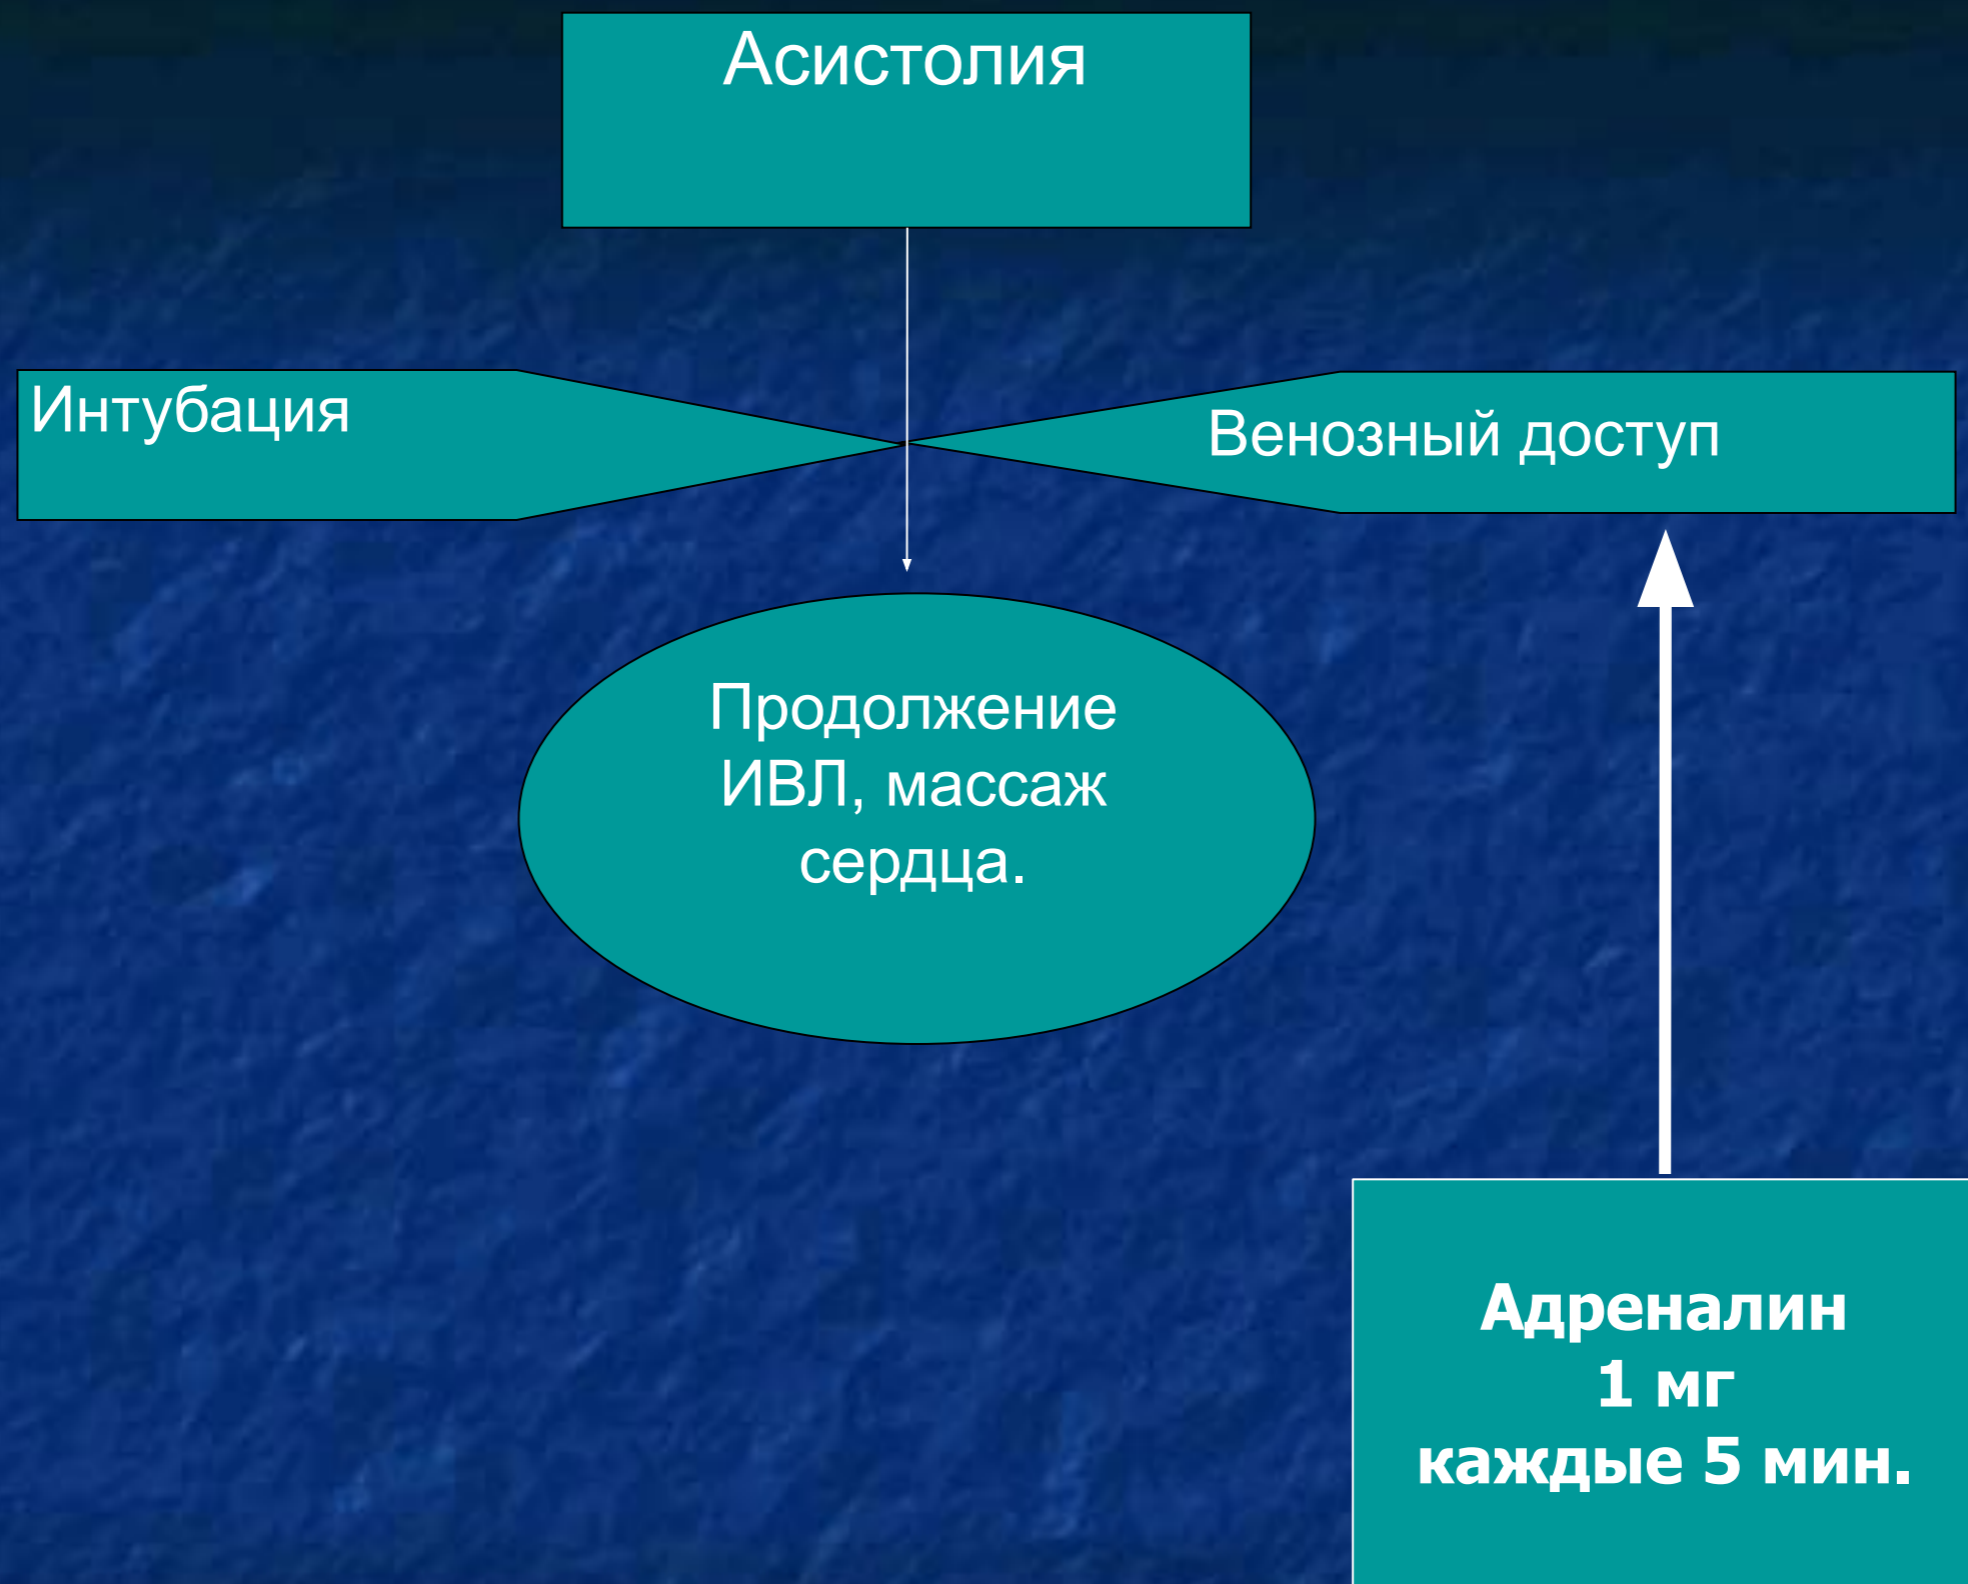 Асистолия
Интубация
Венозный доступ
Продолжение
ИВЛ, массаж
сердца.
Адреналин
1 мг
каждые 5 мин.